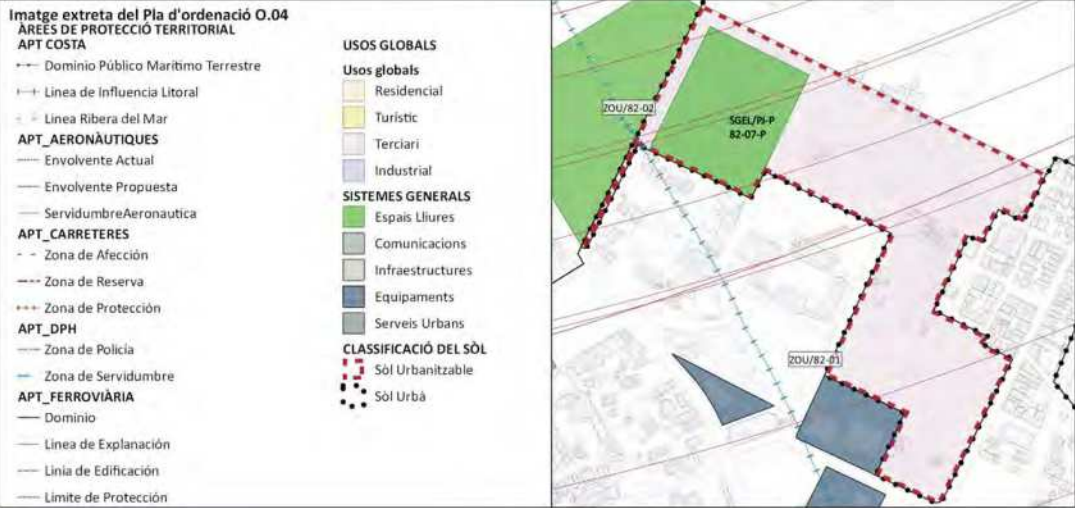 Imatge extreta del Pla d'ordenació O.04
ÀREES DE PROTECCIÓ TERRITORIAL
APT COSTA
Dominio Público Marítimo Terrestre
Linea de Influencia Litoral
Linea Ribera del Mar
APT_AERONÀUTIQUES
Envolvente Actual
Envolvente Propuesta
ServidumbreAeronautica
APT_CARRETERES
Zona de Afección
Zona de Reserva
Zona de Protección
APT_DPH
Zona de Policía
Zona de Servidumbre
APT_FERROVIÀRIA
Dominio
Linea de Explanación
Linia de Edificación
Limite de Protección
USOS GLOBALS
Usos globals
Residencial
Turístic
Terciari
Industrial
SISTEMES GENERALS
Espais Lliures
Comunicacions
Infraestructures
Equipaments
Serveis Urbans
CLASSIFICACIÓ DEL SÒL
Sòl Urbanitzable
Sòl Urbà
ZOU/82-02
SGEL/PJ-P
82-07-P
ZOU/82-01